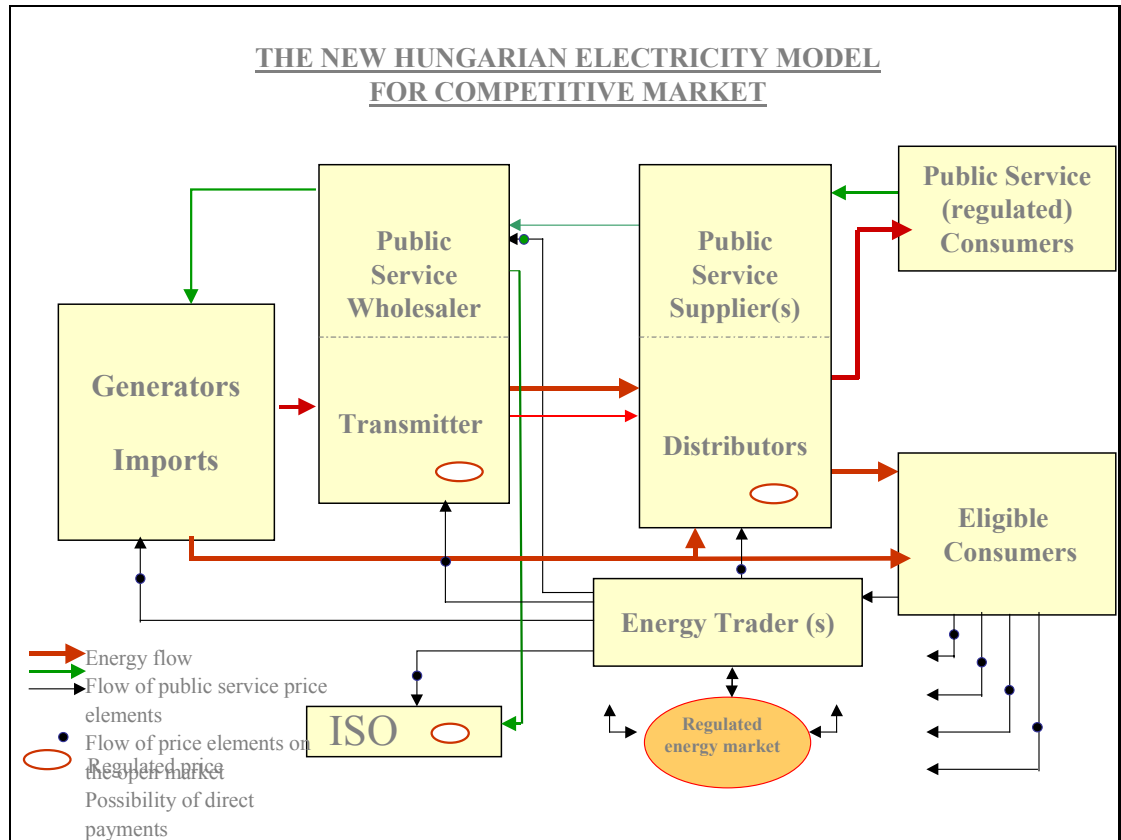 THE NEW HUNGARIAN ELECTRICITY MODEL
FOR COMPETITIVE MARKET
Public Service
(regulated)
Consumers
Public
Service
Wholesaler
Public
Service
Supplier(s)
Generators
Imports
Transmitter
Distributors
Eligible
Consumers
Energy Trader (s)
Energy flow
Flow of public service price
elements
Flow of price elements on
the open market
Regulated price
Possibility of direct
payments
ISO
Regulated
energy market